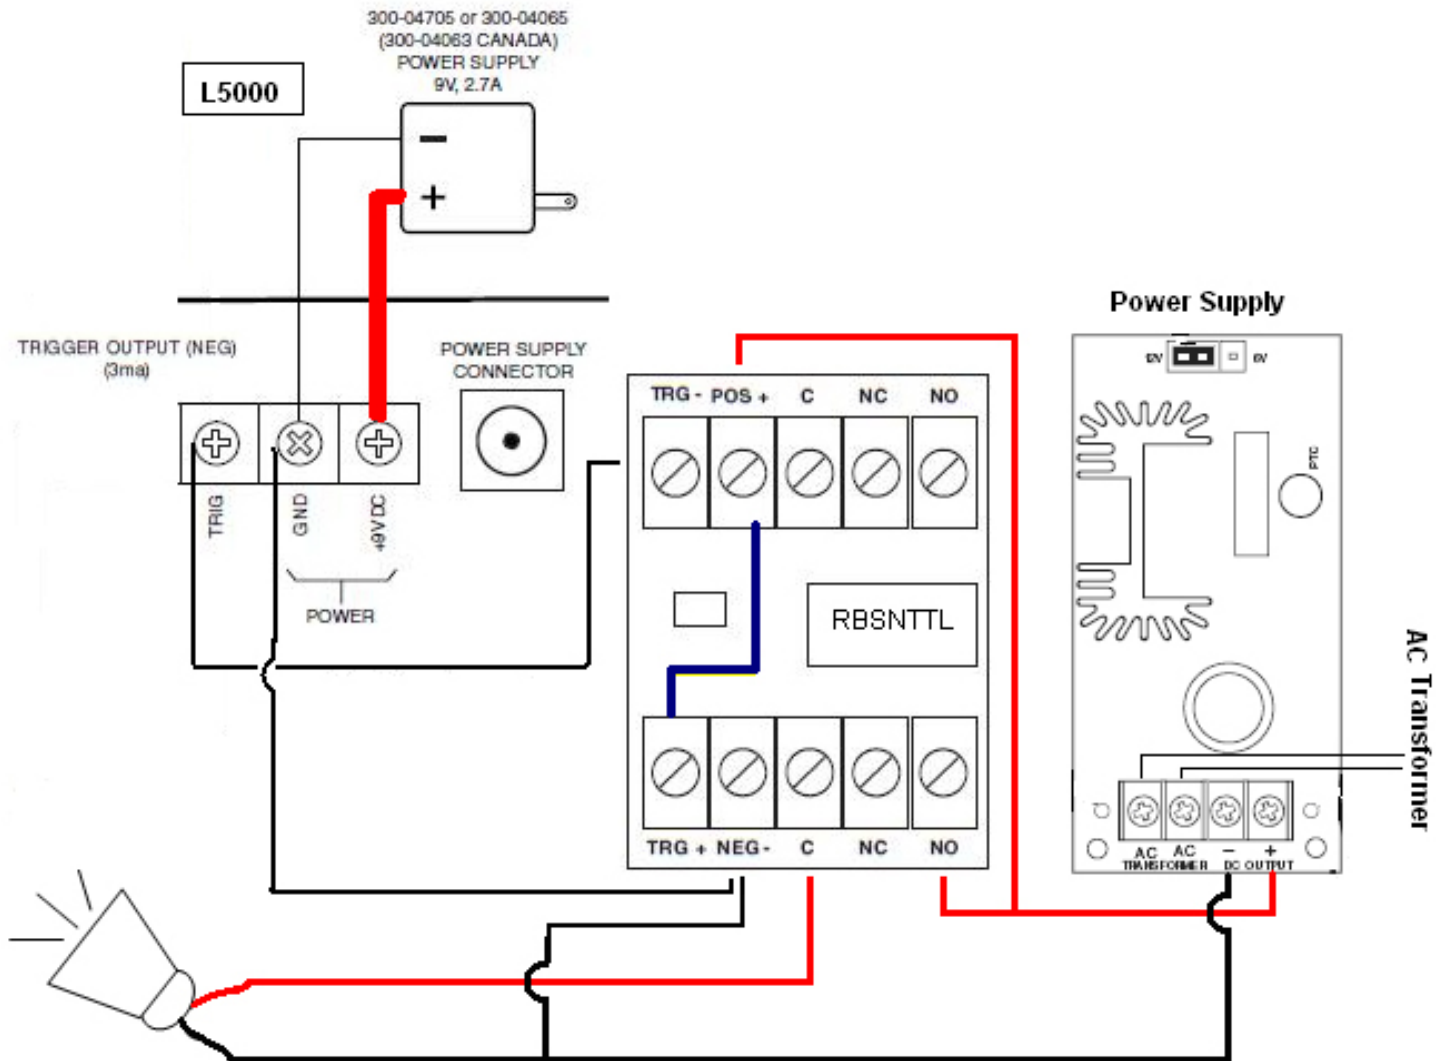 300-04705 or 300-04065
(300-04063 CANADA)
POWER SUPPLY
9V, 2.7A
L5000
TRIGGER OUTPUT (NEG)
(3ma)
POWER SUPPLY
CONNECTOR
TRIG
GND
+9VDC
POWER
TRG - POS + C NC NO
RBSNTTL
TRG + NEG - C NC NO
Power Supply
12V 6V
PTC
AC Transformer
AC AC − +
TRANSFORMER DC OUTPUT